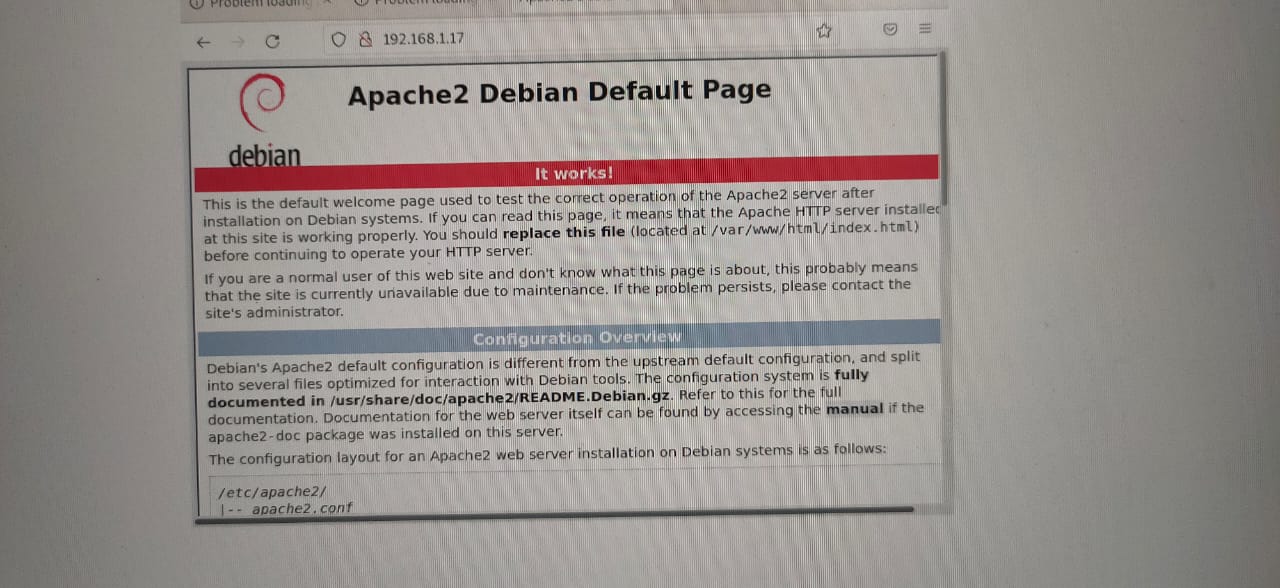 Problem loading
192.168.1.17
Apache2 Debian Default Page
debian
It works!
This is the default welcome page used to test the correct operation of the Apache2 server after
installation on Debian systems. If you can read this page, it means that the Apache HTTP server installed
at this site is working properly. You should replace this file (located at /var/www/html/index.html)
before continuing to operate your HTTP server.
If you are a normal user of this web site and don't know what this page is about, this probably means
that the site is currently unavailable due to maintenance. If the problem persists, please contact the
site's administrator.
Configuration Overview
Debian's Apache2 default configuration is different from the upstream default configuration, and split
into several files optimized for interaction with Debian tools. The configuration system is fully
documented in /usr/share/doc/apache2/README.Debian.gz. Refer to this for the full
documentation. Documentation for the web server itself can be found by accessing the manual if the
apache2-doc package was installed on this server.
The configuration layout for an Apache2 web server installation on Debian systems is as follows:
/etc/apache2/
|-- apache2.conf